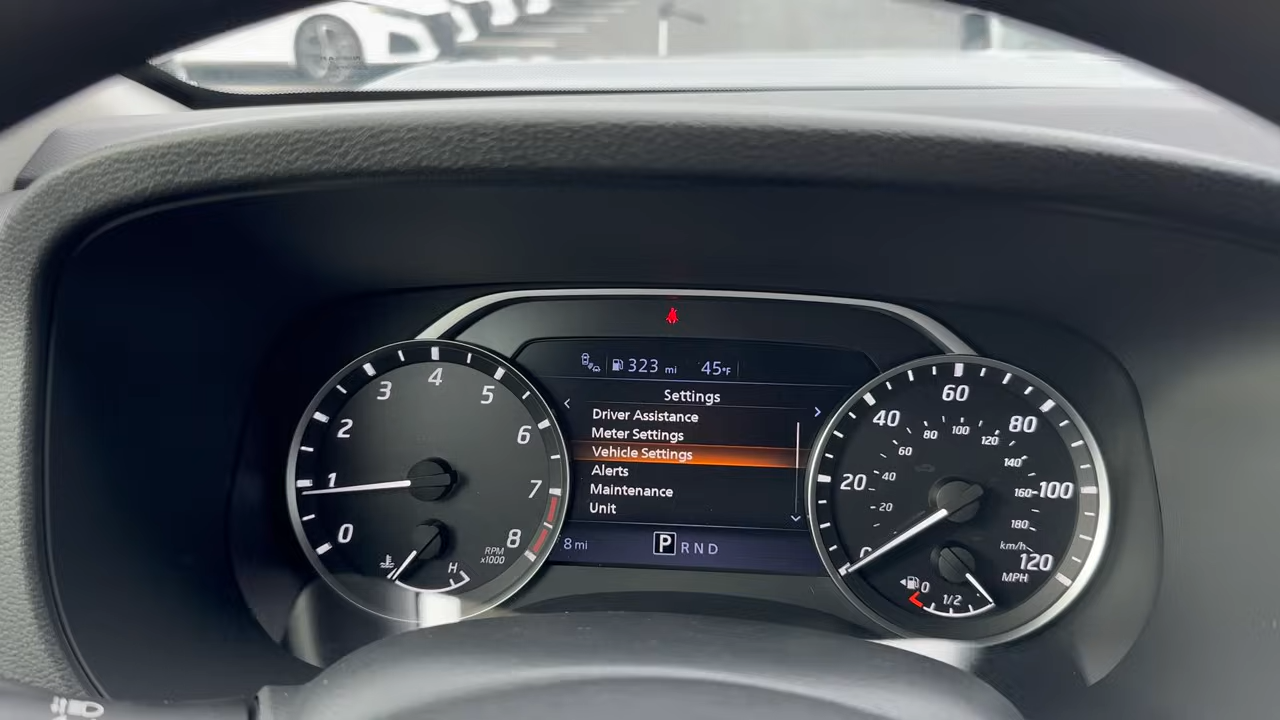 323 mi 45°F
Settings
Driver Assistance
Meter Settings
Vehicle Settings
Alerts
Maintenance
Unit
8 mi P R N D
0 1 2 3 4 5 6 7 8
RPM
x1000
H
0 20 40 60 80 100 120
20 40 60 80 100 120 140 160 180
km/h
MPH
0 1/2